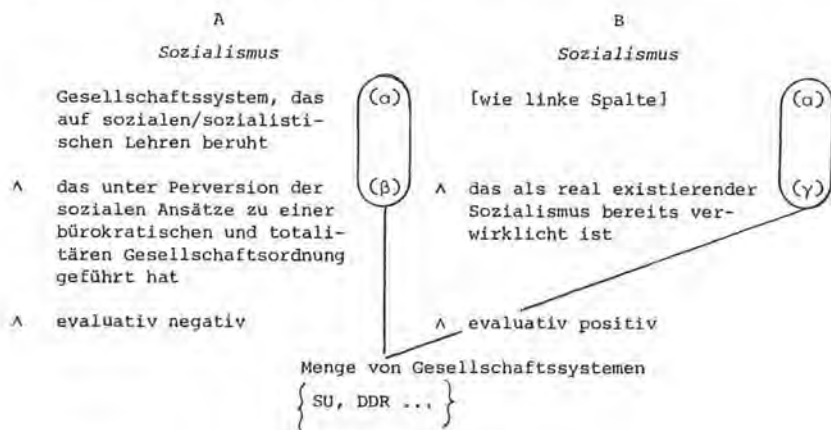 A
Sozialismus
Gesellschaftssystem, das
auf sozialen/sozialisti-
schen Lehren beruht
(α)
∧ das unter Perversion der
sozialen Ansätze zu einer
bürokratischen und totali-
tären Gesellschaftsordnung
geführt hat
(β)
∧ evaluativ negativ
B
Sozialismus
[wie linke Spalte]
(α)
∧ das als real existierender
Sozialismus bereits ver-
wirklicht ist
(γ)
∧ evaluativ positiv
Menge von Gesellschaftssystemen
{ SU, DDR ... }